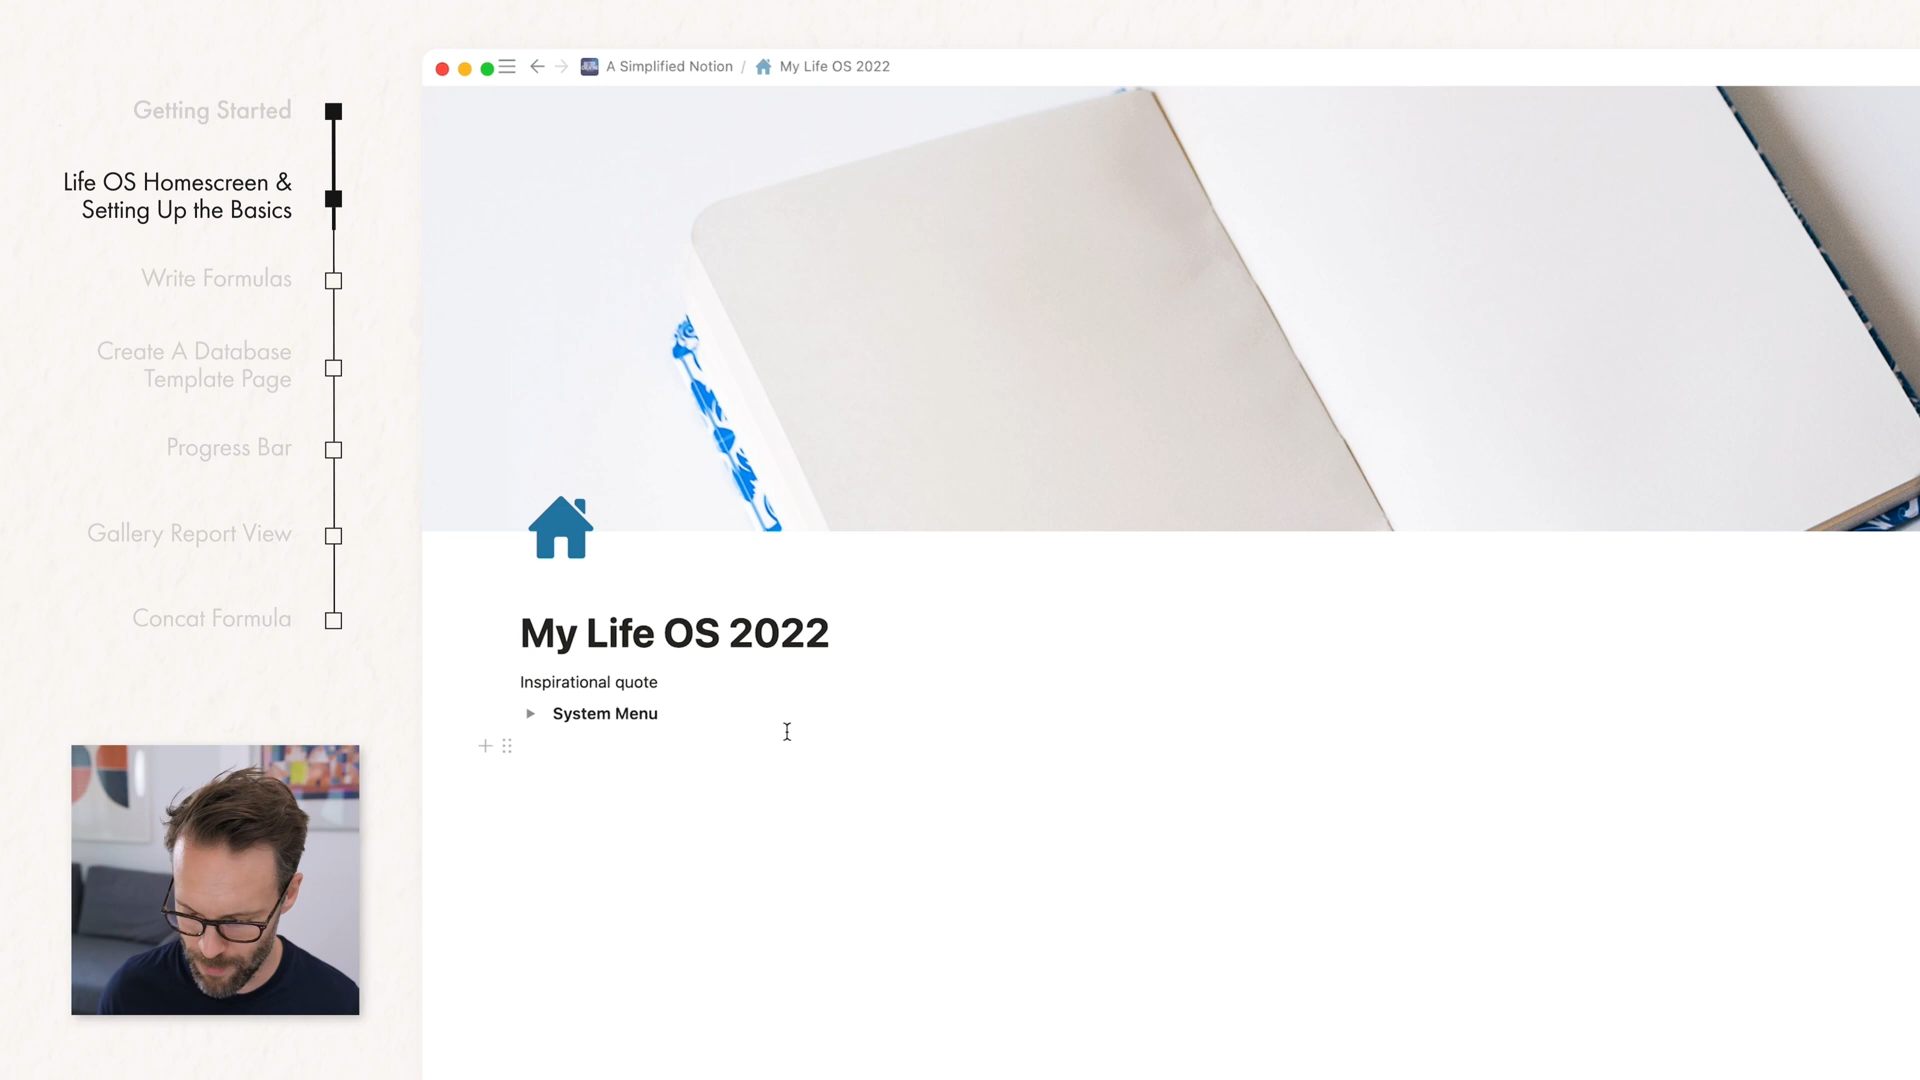 A Simplified Notion / My Life OS 2022
Getting Started
Life OS Homescreen &
Setting Up the Basics
Write Formulas
Create A Database
Template Page
Progress Bar
Gallery Report View
Concat Formula
My Life OS 2022
Inspirational quote
System Menu